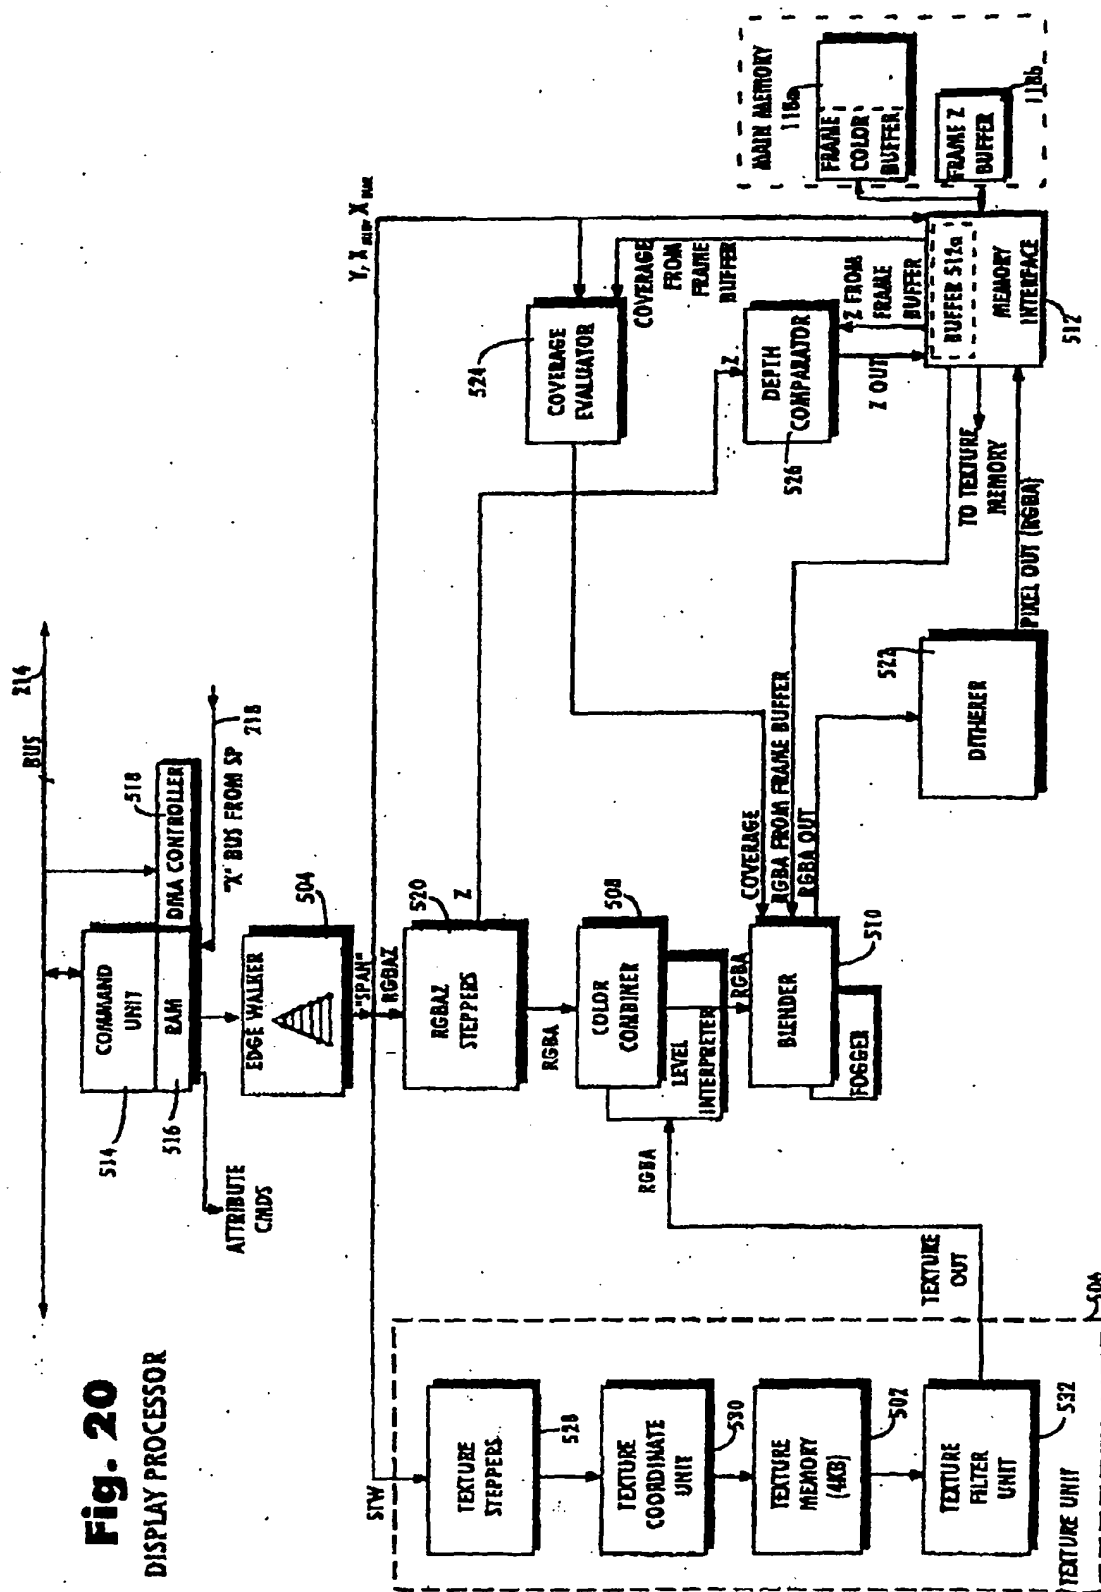 Fig. 20
DISPLAY PROCESSOR
BUS
214
COMMAND
UNIT
514
RAM
516
DMA CONTROLLER
518
"X" BUS FROM SP
218
ATTRIBUTE
CMDS
EDGE WALKER
504
"SPAN"
Y, X MIN, X MAX
STW
RGBAZ
RGBAZ
STEPPERS
520
Z
RGBA
COLOR
COMBINER
508
LEVEL
INTERPRETER
RGBA
RGBA
BLENDER
510
FOGGER
COVERAGE
RGBA FROM FRAME BUFFER
RGBA OUT
COVERAGE
EVALUATOR
524
COVERAGE
FROM
FRAME
BUFFER
Z
DEPTH
COMPARATOR
526
Z FROM
FRAME
BUFFER
Z OUT
DITHERER
522
PIXEL OUT (RGBA)
TO TEXTURE
MEMORY
BUFFER 512a
MEMORY
INTERFACE
512
MAIN MEMORY
118a
FRAME
COLOR
BUFFER
FRAME Z
BUFFER
118b
TEXTURE
STEPPERS
528
TEXTURE
COORDINATE
UNIT
530
TEXTURE
MEMORY
(4KB)
502
TEXTURE
FILTER
UNIT
532
TEXTURE
OUT
TEXTURE UNIT
506